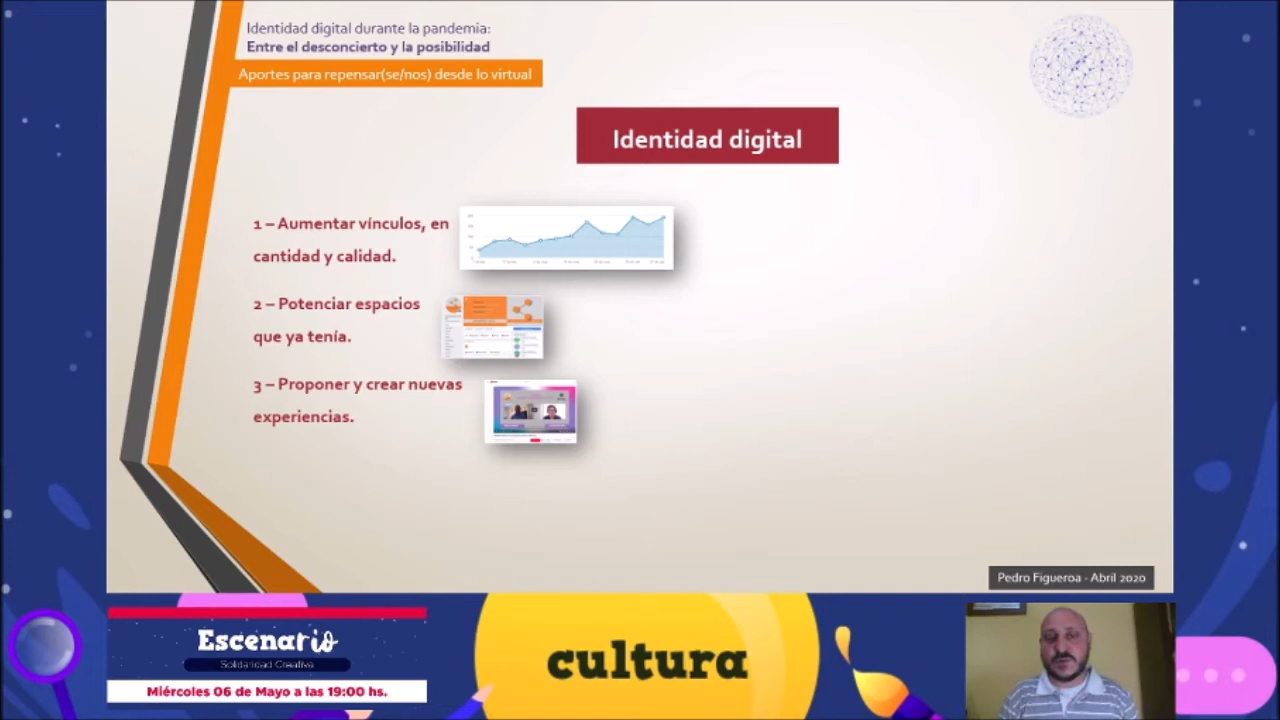 Identidad digital durante la pandemia:
Entre el desconcierto y la posibilidad
Aportes para repensar(se/nos) desde lo virtual
Identidad digital
1 – Aumentar vínculos, en
cantidad y calidad.
2 – Potenciar espacios
que ya tenía.
3 – Proponer y crear nuevas
experiencias.
Pedro Figueroa - Abril 2020
Escenario
Solidaridad Creativa
Miércoles 06 de Mayo a las 19:00 hs.
cultura